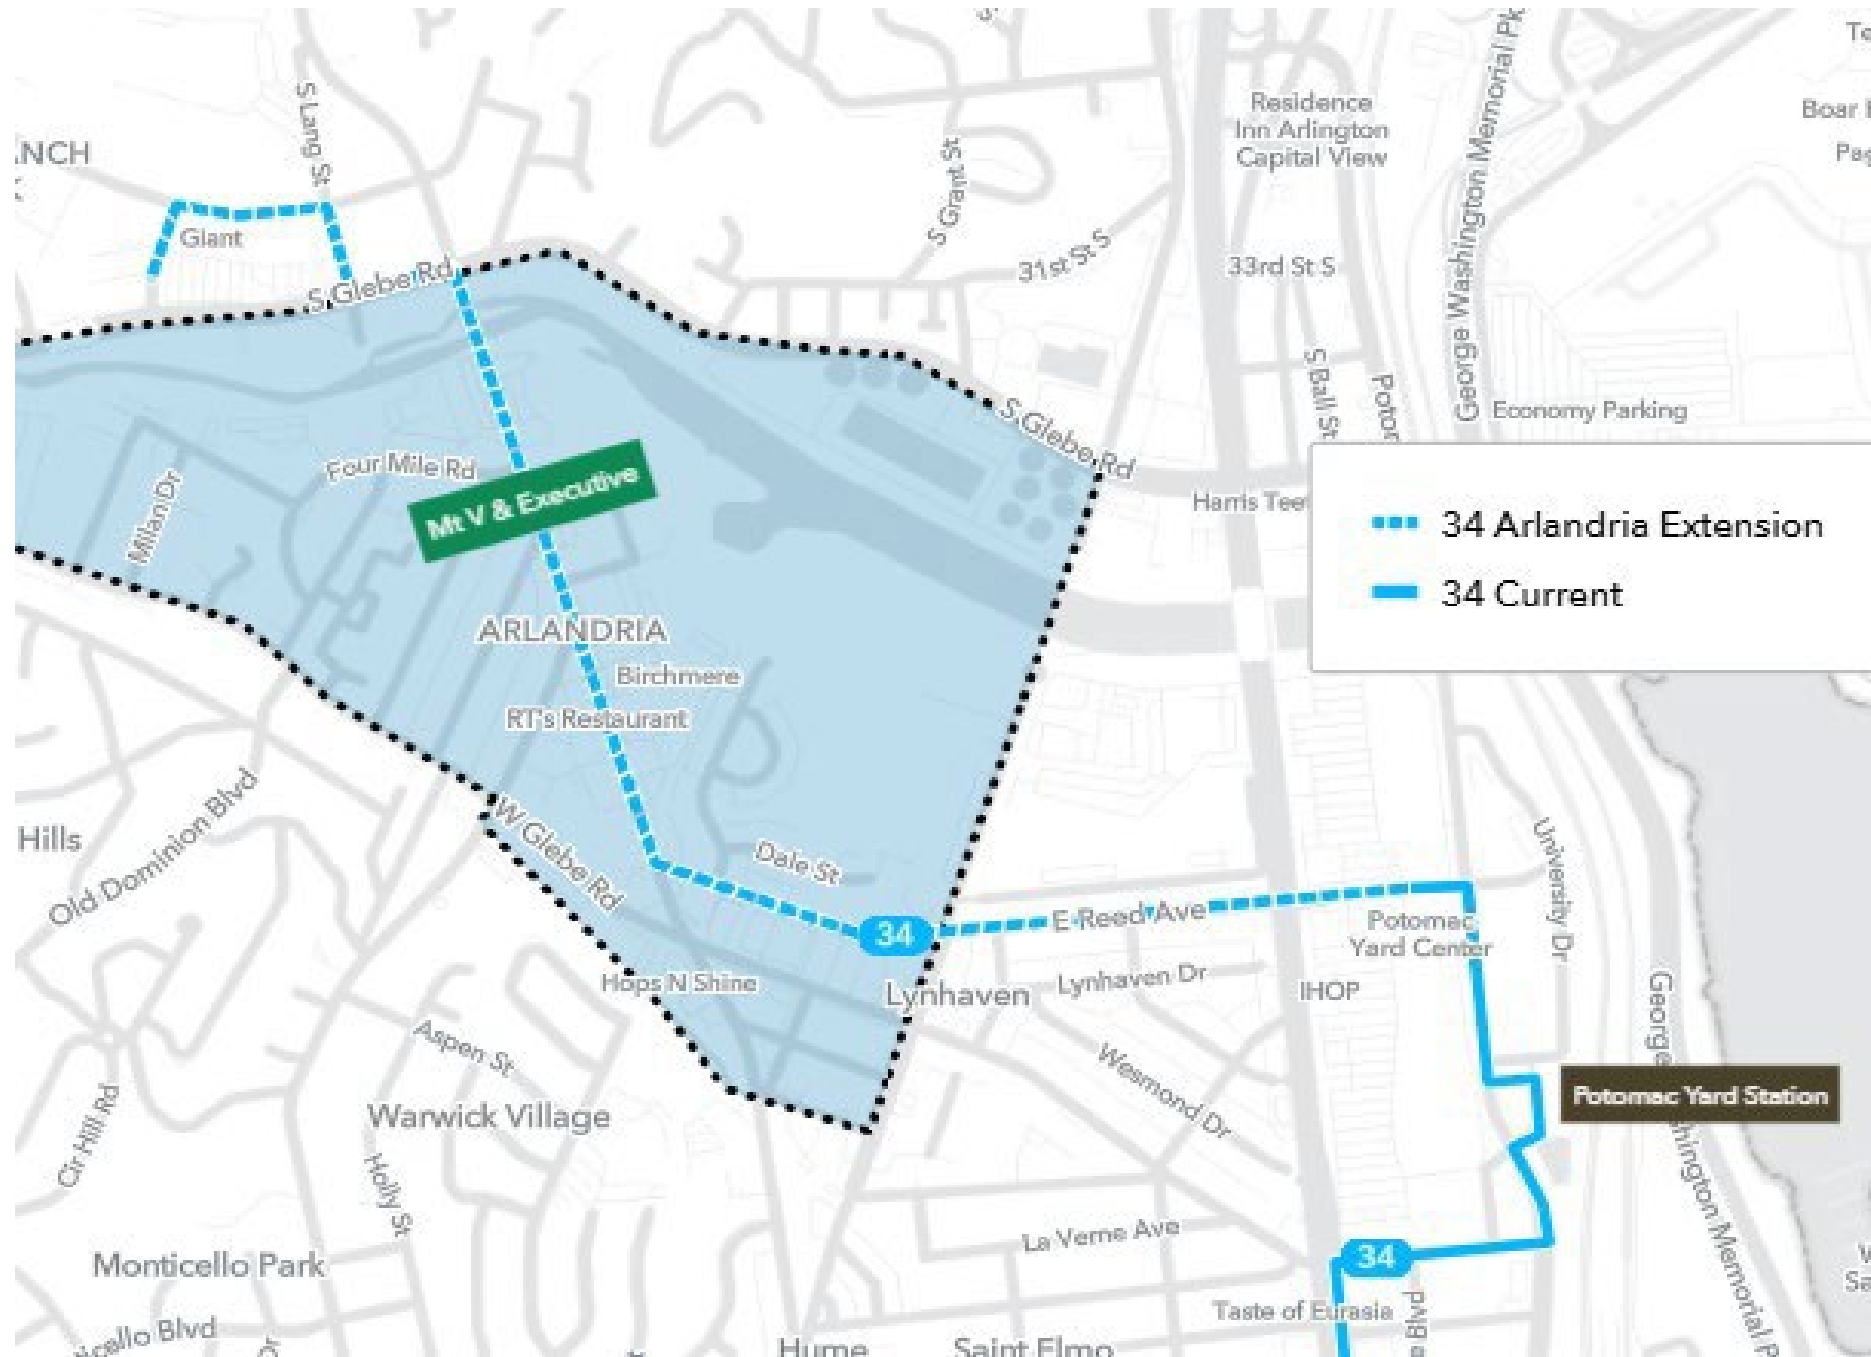 S Lang St
Giant
S Glebe Rd
S Grant St
31st St S
Residence
Inn Arlington
Capital View
33rd St S
S Ball St
George Washington Memorial
Economy Parking
S Glebe Rd
Harris
Four Mile Rd
Milan Dr
Mt V & Executive
34 Arlandria Extension
34 Current
ARLANDRIA
Birchmere
RT's Restaurant
Hills
Old Dominion Blvd
W Glebe Rd
Dale St
34
E Reed Ave
Potomac
Yard Center
University Dr
Hops N Shine
Lynhaven
Lynhaven Dr
IHOP
Aspen St
Wesmond Dr
Cir Hill Rd
Warwick Village
Holly St
Potomac Yard Station
George
Memorial
La Verne Ave
Monticello Park
34
Taste of Eurasia
Blvd
Blvd
Hume
Saint Elmo